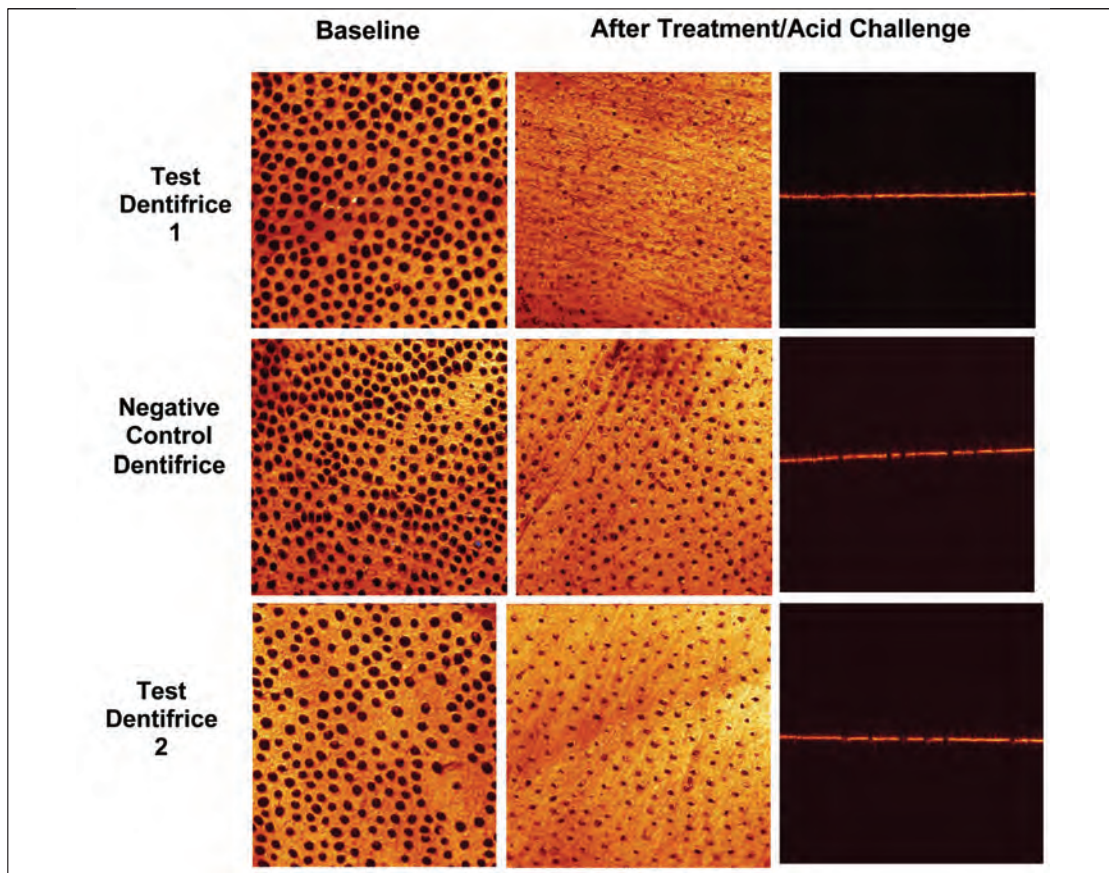 Baseline
After Treatment/Acid Challenge
Test
Dentifrice
1
Negative
Control
Dentifrice
Test
Dentifrice
2